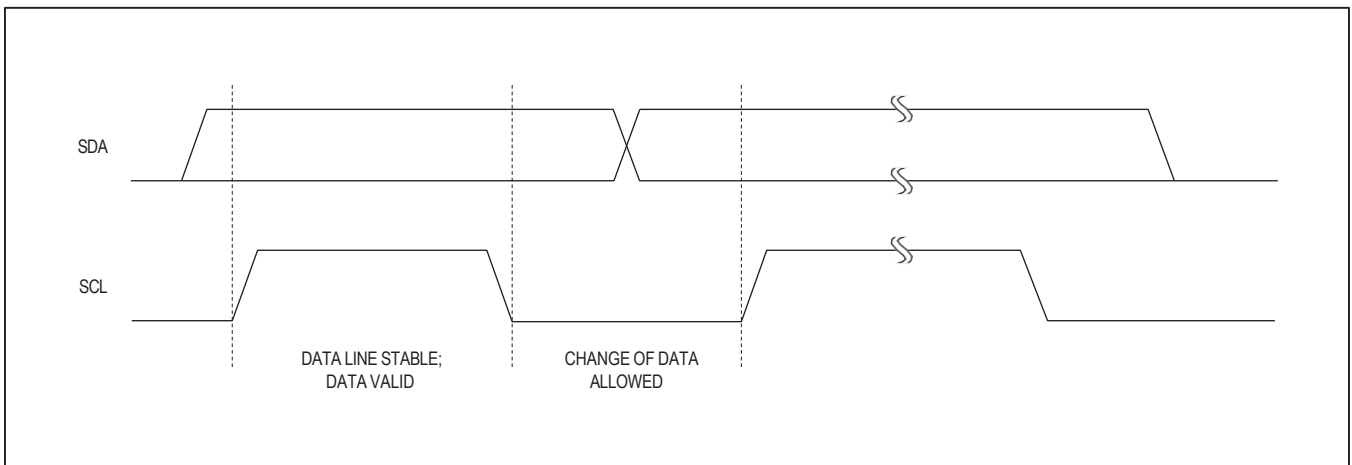 SDA
SCL
DATA LINE STABLE;
DATA VALID
CHANGE OF DATA
ALLOWED